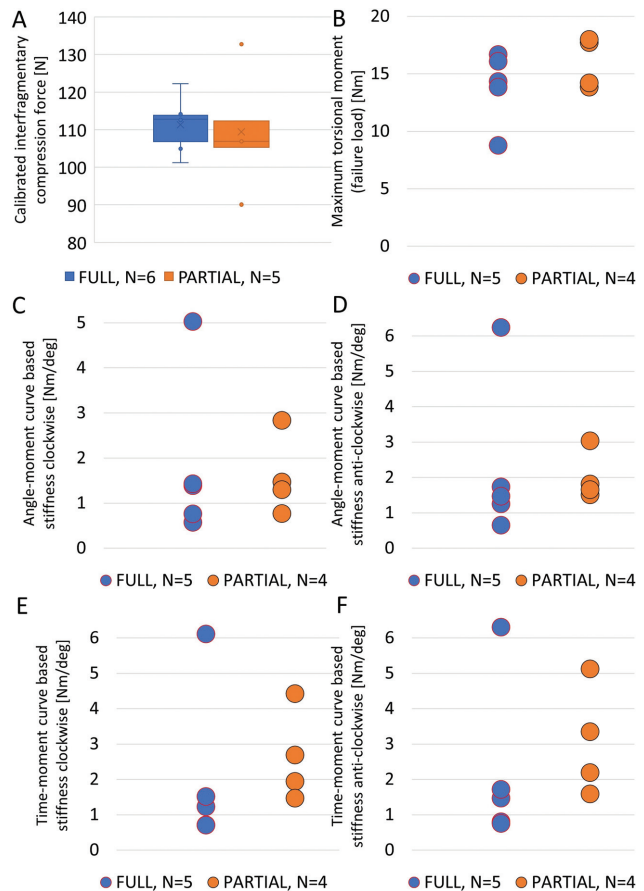 A
Calibrated interfragmentary
compression force [N]
140
130
120
110
100
90
80
FULL, N=6 PARTIAL, N=5
B
Maximum torsional moment
(failure load) [Nm]
20
15
10
5
0
FULL, N=5 PARTIAL, N=4
C
Angle-moment curve based
stiffness clockwise [Nm/deg]
5
4
3
2
1
0
FULL, N=5 PARTIAL, N=4
D
Angle-moment curve based
stiffness anti-clockwise [Nm/deg]
6
5
4
3
2
1
0
FULL, N=5 PARTIAL, N=4
E
Time-moment curve based
stiffness clockwise [Nm/deg]
6
5
4
3
2
1
0
FULL, N=5 PARTIAL, N=4
F
Time-moment curve based
stiffness anti-clockwise [Nm/deg]
6
5
4
3
2
1
0
FULL, N=5 PARTIAL, N=4